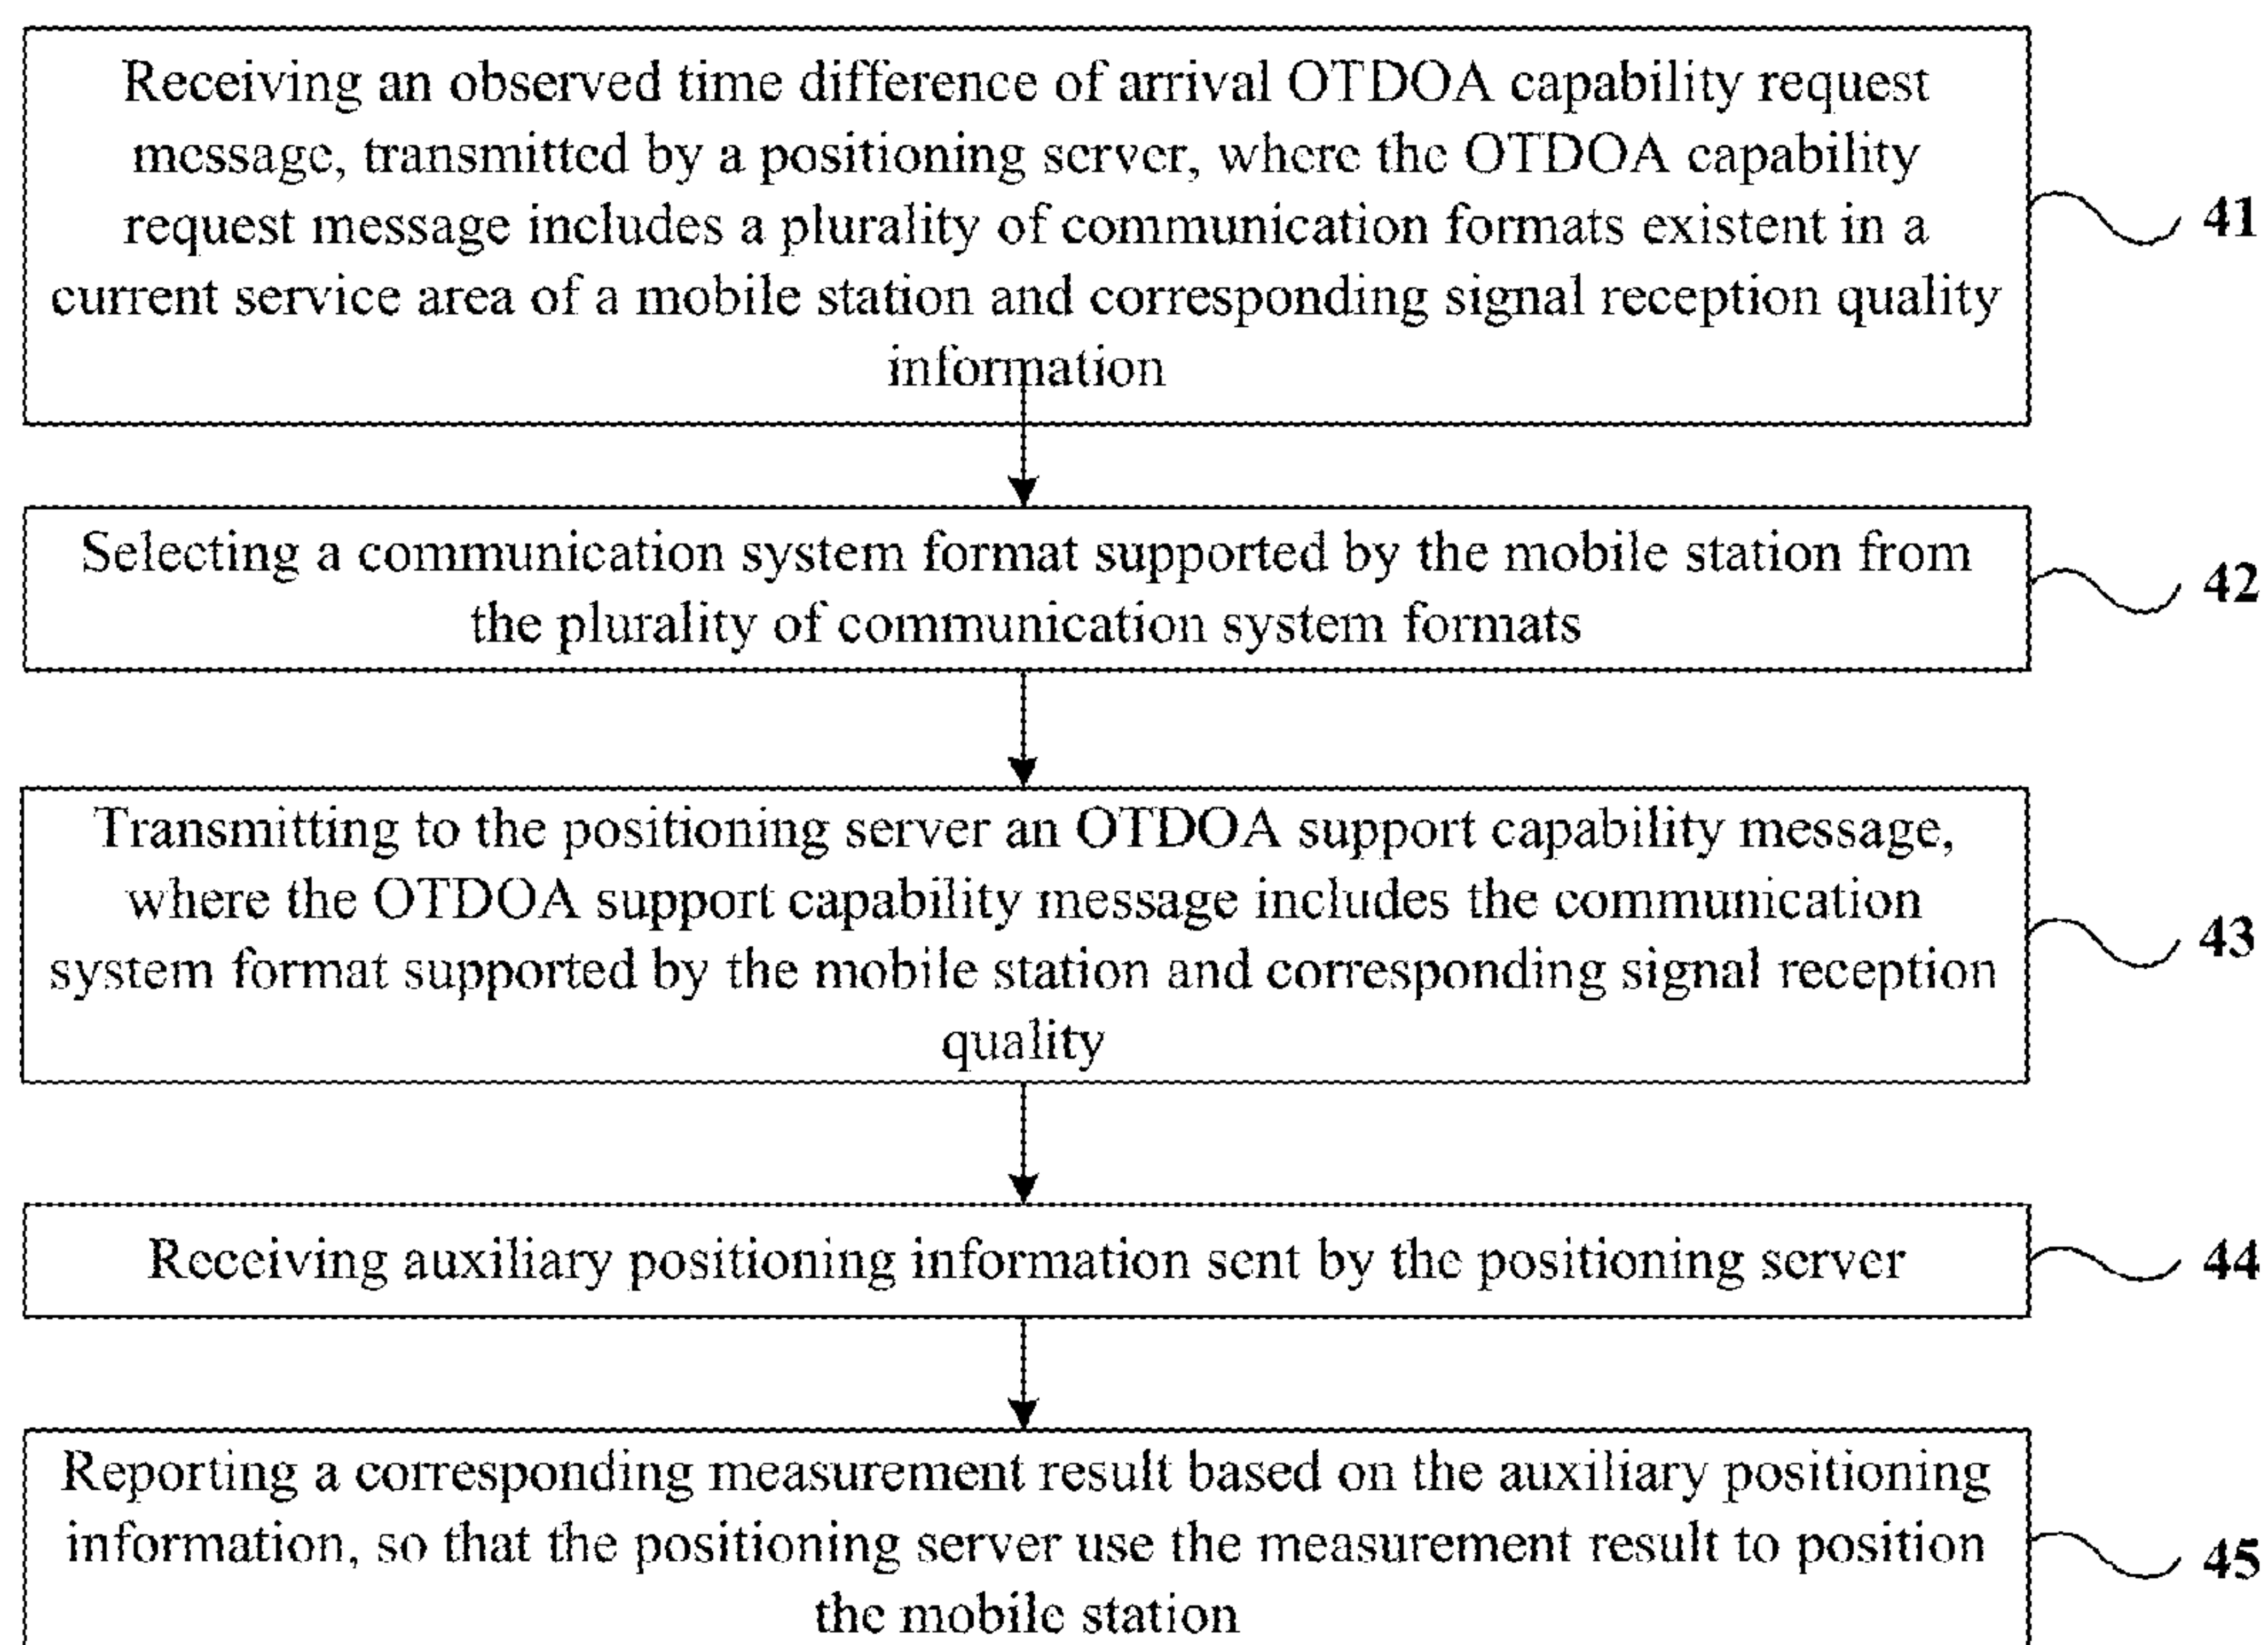 Receiving an observed time difference of arrival OTDOA capability request
message, transmitted by a positioning server, where the OTDOA capability
request message includes a plurality of communication formats existent in a
current service area of a mobile station and corresponding signal reception quality
information
41
Selecting a communication system format supported by the mobile station from
the plurality of communication system formats
42
Transmitting to the positioning server an OTDOA support capability message,
where the OTDOA support capability message includes the communication
system format supported by the mobile station and corresponding signal reception
quality
43
Receiving auxiliary positioning information sent by the positioning server
44
Reporting a corresponding measurement result based on the auxiliary positioning
information, so that the positioning server use the measurement result to position
the mobile station
45